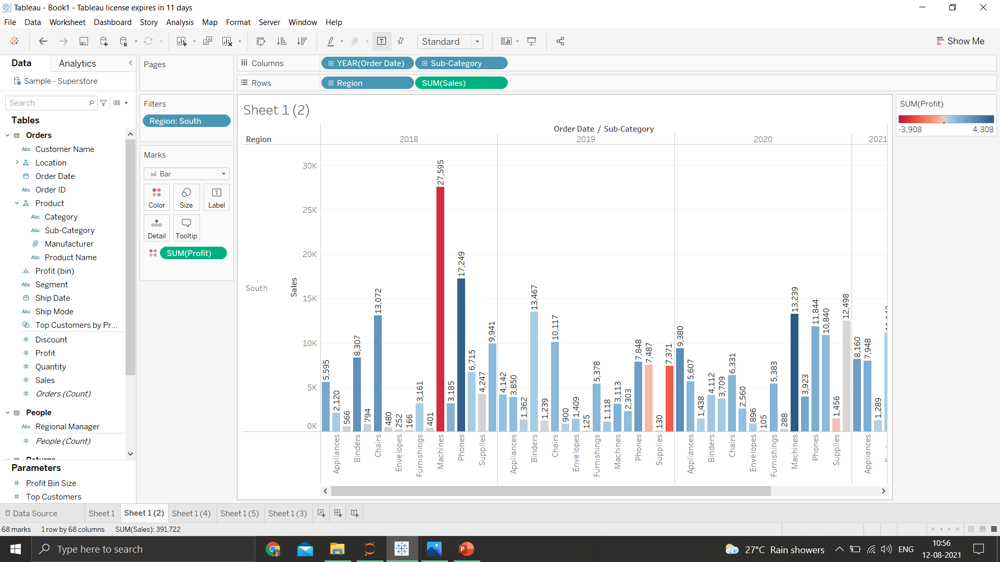 Tableau - Book1 - Tableau license expires in 11 days
File Data Worksheet Dashboard Story Analysis Map Format Server Window Help
Standard
Show Me
Data Analytics
Sample - Superstore
Search
Tables
Orders
Abc Customer Name
Location
Order Date
Abc Order ID
Product
Abc Category
Abc Sub-Category
Manufacturer
Abc Product Name
Profit (bin)
Abc Segment
Ship Date
Abc Ship Mode
Top Customers by Pr...
# Discount
# Profit
# Quantity
# Sales
# Orders (Count)
People
Abc Regional Manager
# People (Count)
Parameters
# Profit Bin Size
# Top Customers
Pages
Filters
Region: South
Marks
Bar
Color Size Label
Detail Tooltip
SUM(Profit)
Columns YEAR(Order Date) Sub-Category
Rows Region SUM(Sales)
Sheet 1 (2)
Order Date / Sub-Category
Region 2018 2019 2020 2021
30K
25K
20K
15K
10K
5K
0K
Sales
South
5,595 2,120 566 8,307 794 13,072 480 252 166 3,161 401 27,595 3,185 17,249 6,715 4,247 9,941
4,142 3,850 1,362 13,467 1,239 10,117 900 1,409 125 5,378 1,118 3,113 2,303 7,848 7,487 130 7,371
9,380 5,607 1,438 4,112 3,709 6,331 2,560 896 105 5,383 288 13,239 3,923 11,844 10,840 1,456 12,498
8,160 7,948 1,289
Appliances Binders Chairs Envelopes Furnishings Machines Phones Supplies
Appliances Binders Chairs Envelopes Furnishings Machines Phones Supplies
Appliances Binders Chairs Envelopes Furnishings Machines Phones Supplies
Appliances
SUM(Profit)
-3,908 4,308
Data Source Sheet 1 Sheet 1 (2) Sheet 1 (4) Sheet 1 (5) Sheet 1 (3)
68 marks 1 row by 68 columns SUM(Sales): 391,722
Type here to search
27°C Rain showers
ENG
10:56
12-08-2021